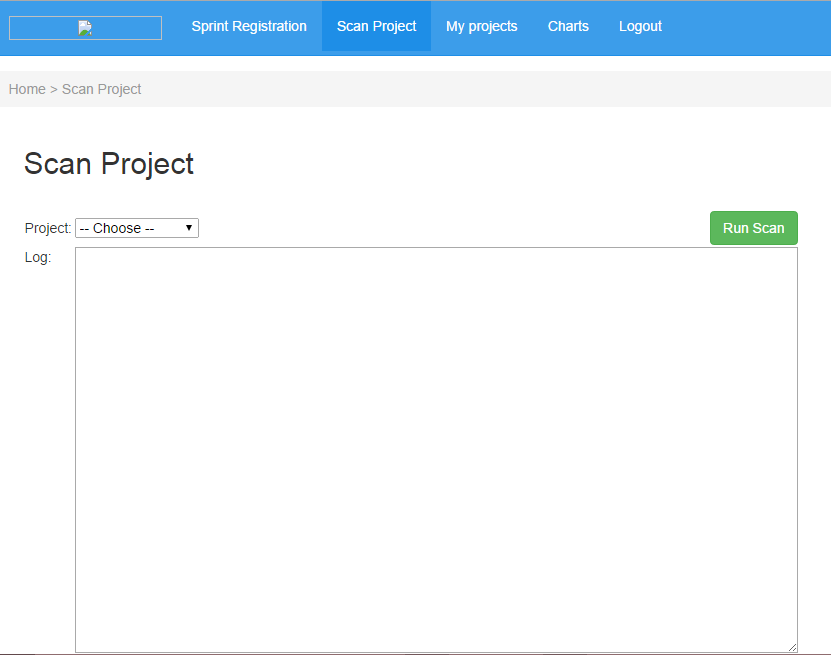 Sprint Registration Scan Project My projects Charts Logout
Home > Scan Project
Scan Project
Project: -- Choose -- Run Scan
Log: